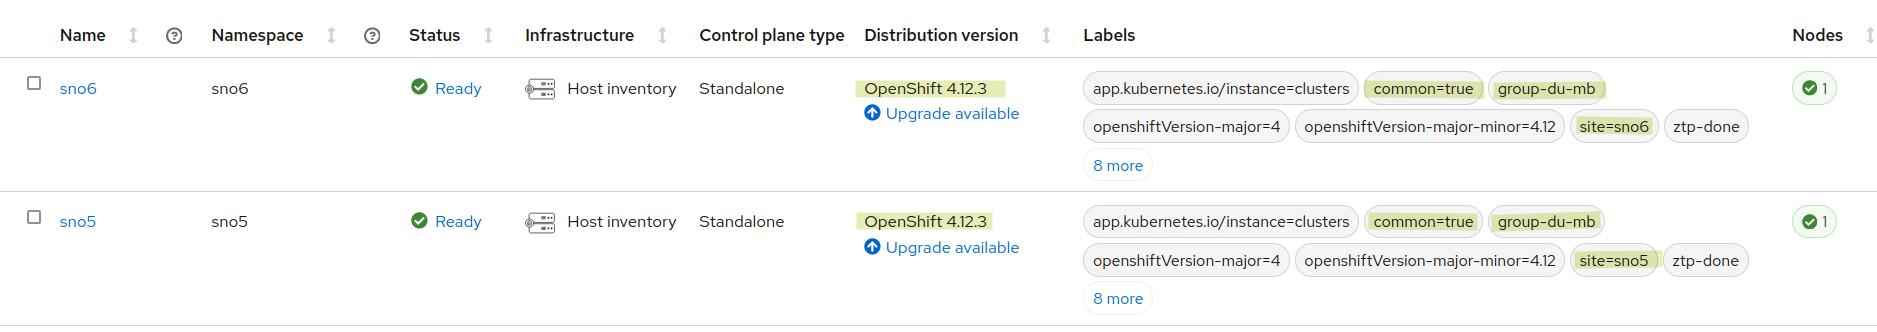 Name Namespace Status Infrastructure Control plane type Distribution version Labels Nodes
sno6 sno6 Ready Host inventory Standalone OpenShift 4.12.3 app.kubernetes.io/instance=clusters common=true group-du-mb 1
Upgrade available openshiftVersion-major=4 openshiftVersion-major-minor=4.12 site=sno6 ztp-done
8 more
sno5 sno5 Ready Host inventory Standalone OpenShift 4.12.3 app.kubernetes.io/instance=clusters common=true group-du-mb 1
Upgrade available openshiftVersion-major=4 openshiftVersion-major-minor=4.12 site=sno5 ztp-done
8 more